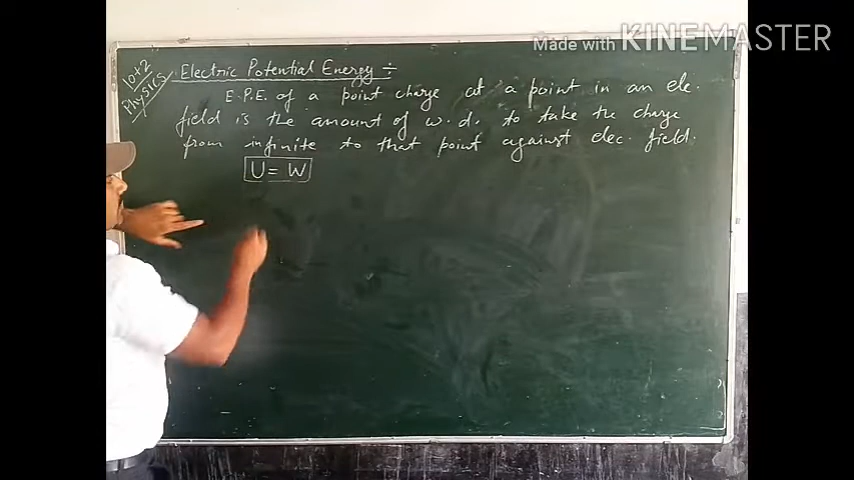 Made with KINEMASTER
10+2
Physics
Electric Potential Energy :-
E.P.E. of a point charge at a point in an ele.
field is the amount of w.d. to take the charge
from infinite to that point against elec. field.
U = W